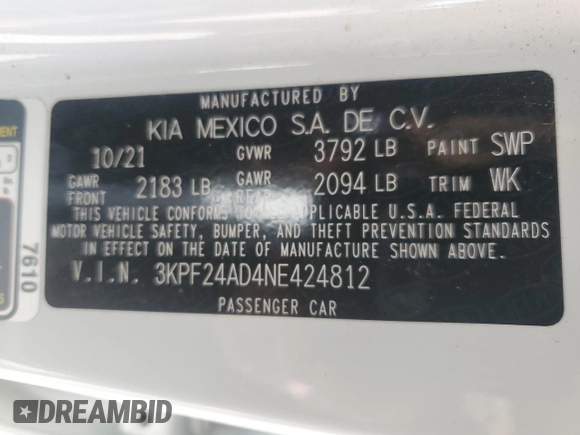 MANUFACTURED BY
KIA MEXICO S.A. DE C.V.
10/21 GVWR 3792 LB PAINT SWP
GAWR FRONT 2183 LB GAWR REAR 2094 LB TRIM WK
THIS VEHICLE CONFORMS TO APPLICABLE U.S.A. FEDERAL
MOTOR VEHICLE SAFETY, BUMPER, AND THEFT PREVENTION STANDARDS
IN EFFECT ON THE DATE OF MANUFACTURE SHOWN ABOVE.
V.I.N. 3KPF24AD4NE424812
PASSENGER CAR
7610
DREAMBID